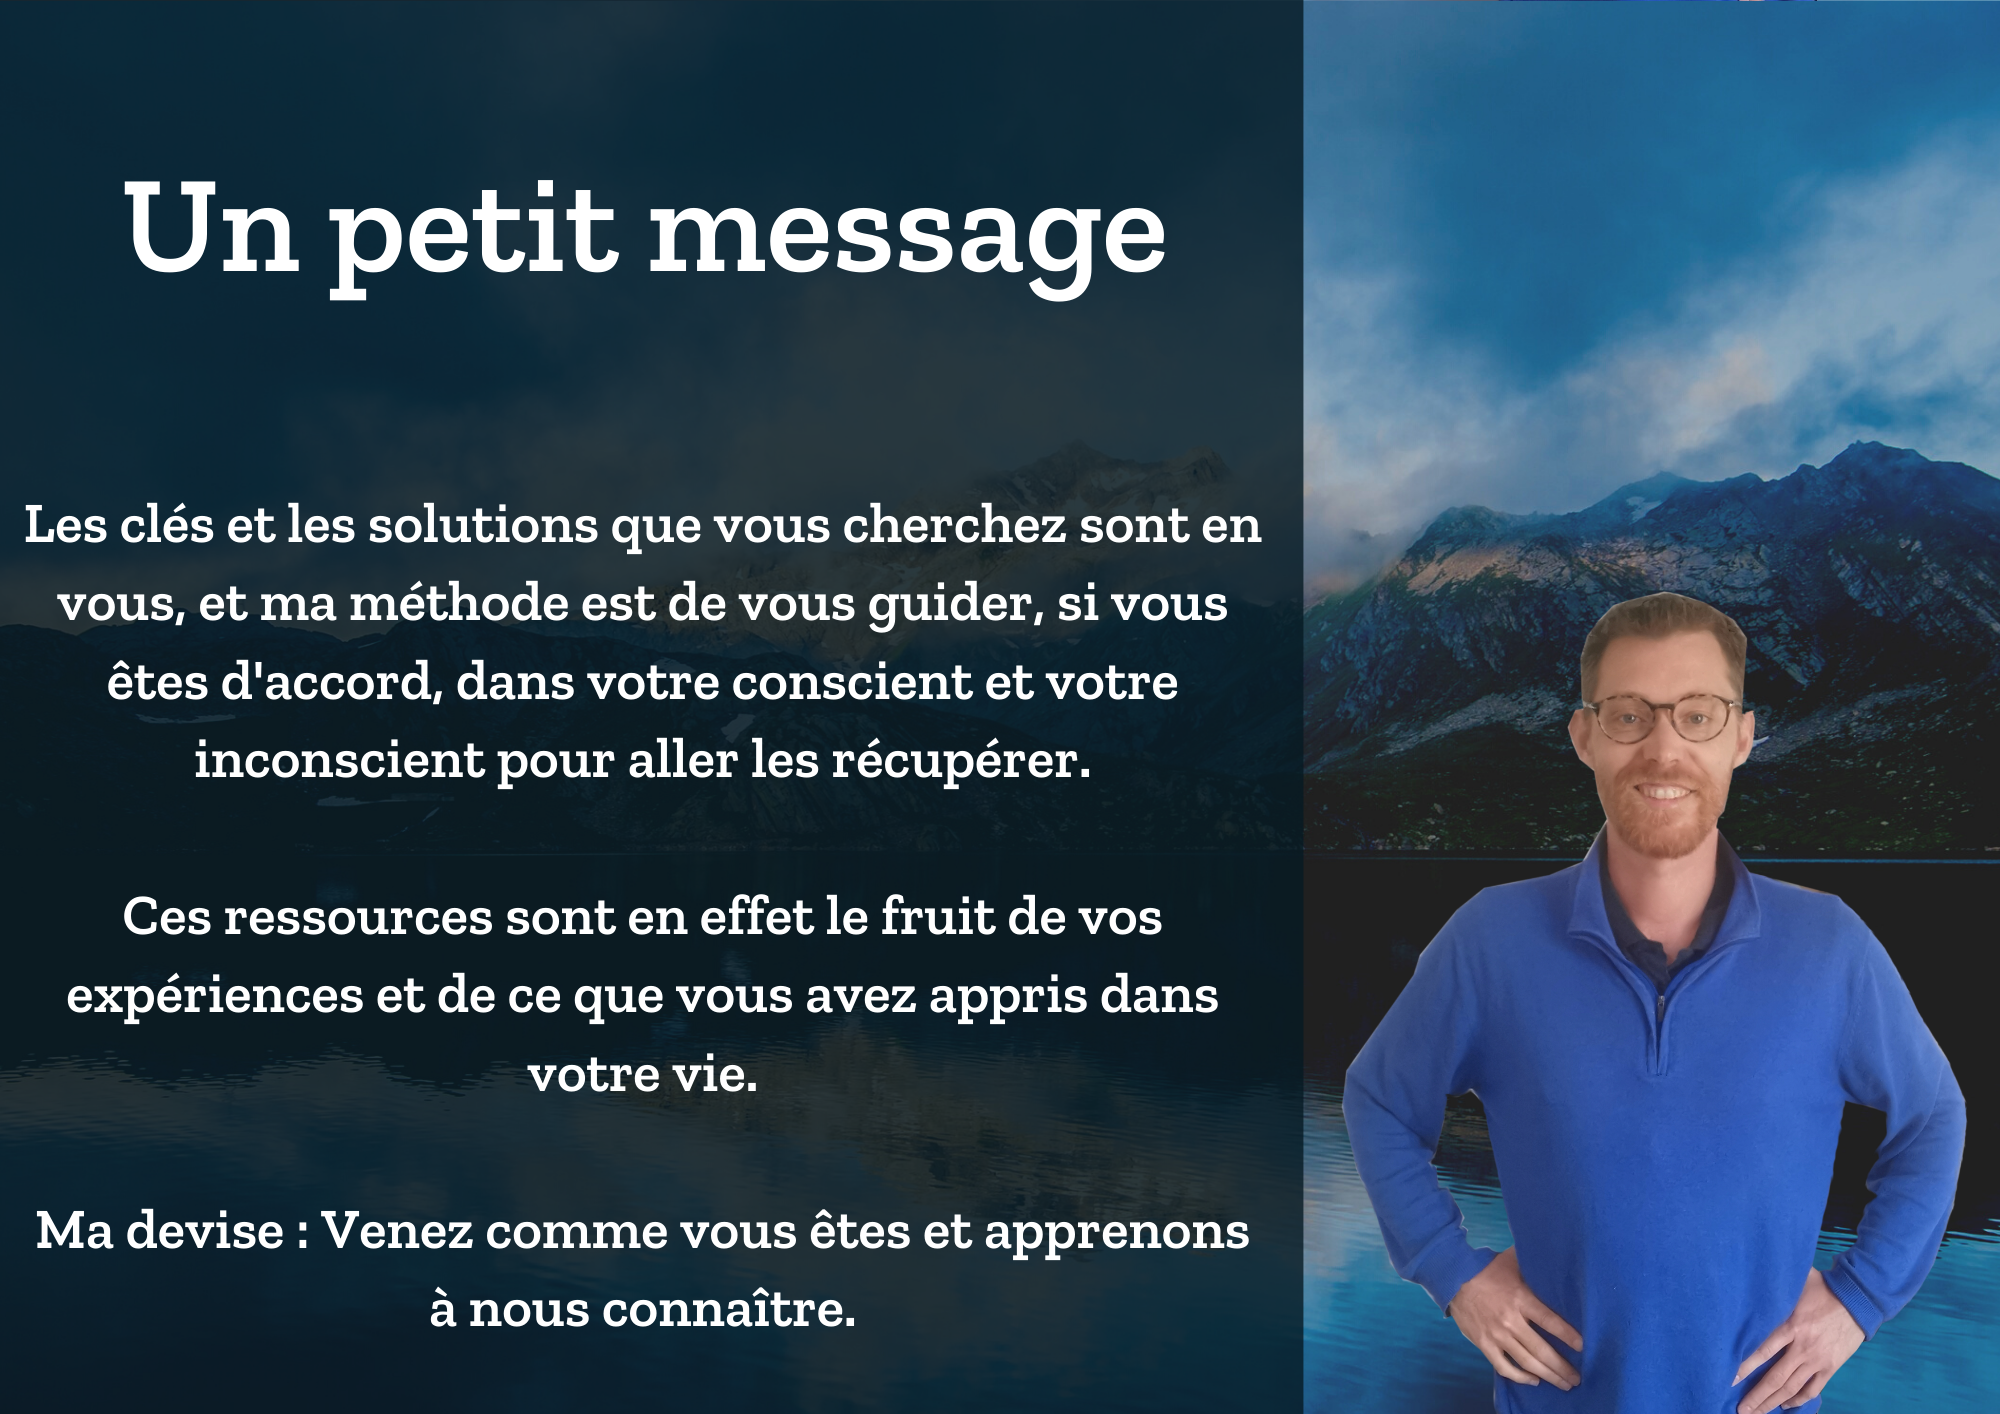 Un petit message
Les clés et les solutions que vous cherchez sont en
vous, et ma méthode est de vous guider, si vous
êtes d'accord, dans votre conscient et votre
inconscient pour aller les récupérer.
Ces ressources sont en effet le fruit de vos
expériences et de ce que vous avez appris dans
votre vie.
Ma devise : Venez comme vous êtes et apprenons
à nous connaître.